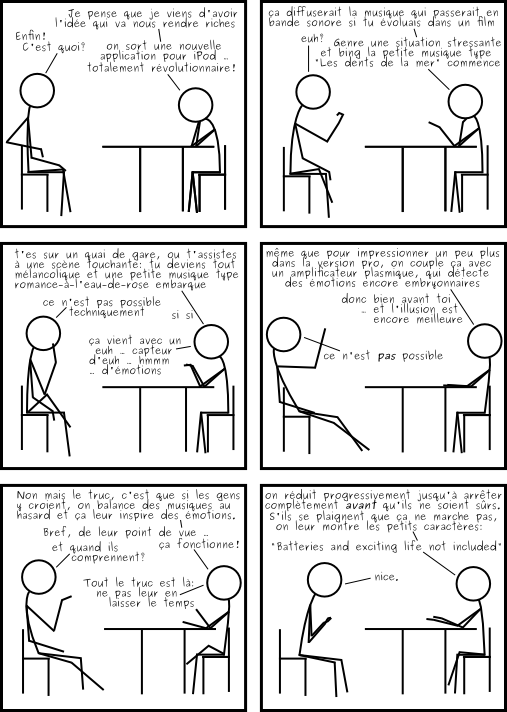 Je pense que je viens d'avoir
l'idée qui va nous rendre riches
Enfin!
C'est quoi?
on sort une nouvelle
application pour iPod ..
totalement révolutionnaire!
ça diffuserait la musique qui passerait en
bande sonore si tu évoluais dans un film
euh?
Genre une situation stressante
et bing la petite musique type
"Les dents de la mer" commence
t'es sur un quai de gare, ou t'assistes
à une scène touchante: tu deviens tout
mélancolique et une petite musique type
romance-à-l'eau-de-rose embarque
ce n'est pas possible
techniquement
si si
ça vient avec un
euh .. capteur
d'euh .. hmmm
.. d'émotions
même que pour impressionner un peu plus
dans la version pro, on couple ça avec
un amplificateur plasmique, qui détecte
des émotions encore embryonnaires
donc bien avant toi
.. et l'illusion est
encore meilleure
ce n'est pas possible
Non mais le truc, c'est que si les gens
y croient, on balance des musiques au
hasard et ça leur inspire des émotions.
Bref, de leur point de vue ..
ça fonctionne!
et quand ils
comprennent?
Tout le truc est là:
ne pas leur en
laisser le temps
on réduit progressivement jusqu'à arrêter
complètement avant qu'ils ne soient sûrs.
S'ils se plaignent que ça ne marche pas,
on leur montre les petits caractères:
"Batteries and exciting life not included"
nice.